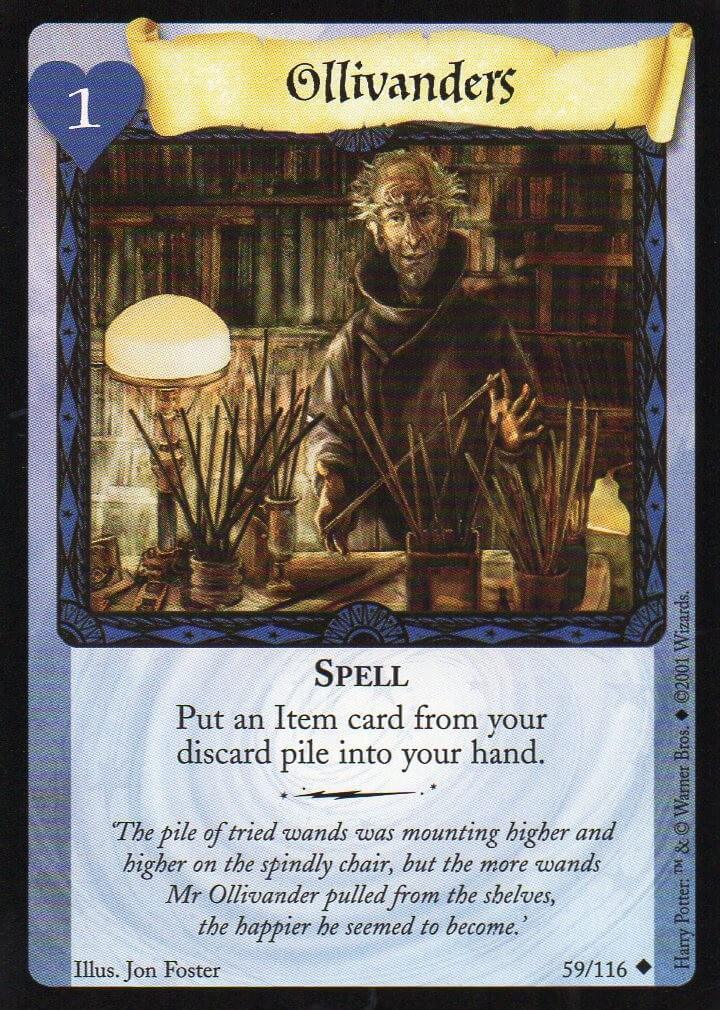 Ollivanders
1
SPELL
Put an Item card from your
discard pile into your hand.
‘The pile of tried wands was mounting higher and
higher on the spindly chair, but the more wands
Mr Ollivander pulled from the shelves,
the happier he seemed to become.’
Illus. Jon Foster
59/116 ◆
Harry Potter: ™ & © Warner Bros. ◆ ©2001 Wizards.